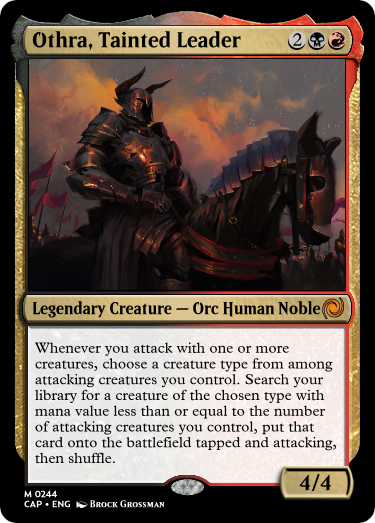 Othra, Tainted Leader 2
Legendary Creature — Orc Human Noble
Whenever you attack with one or more
creatures, choose a creature type from among
attacking creatures you control. Search your
library for a creature of the chosen type with
mana value less than or equal to the number
of attacking creatures you control, put that
card onto the battlefield tapped and attacking,
then shuffle.
4/4
M 0244
CAP • ENG Brock Grossman